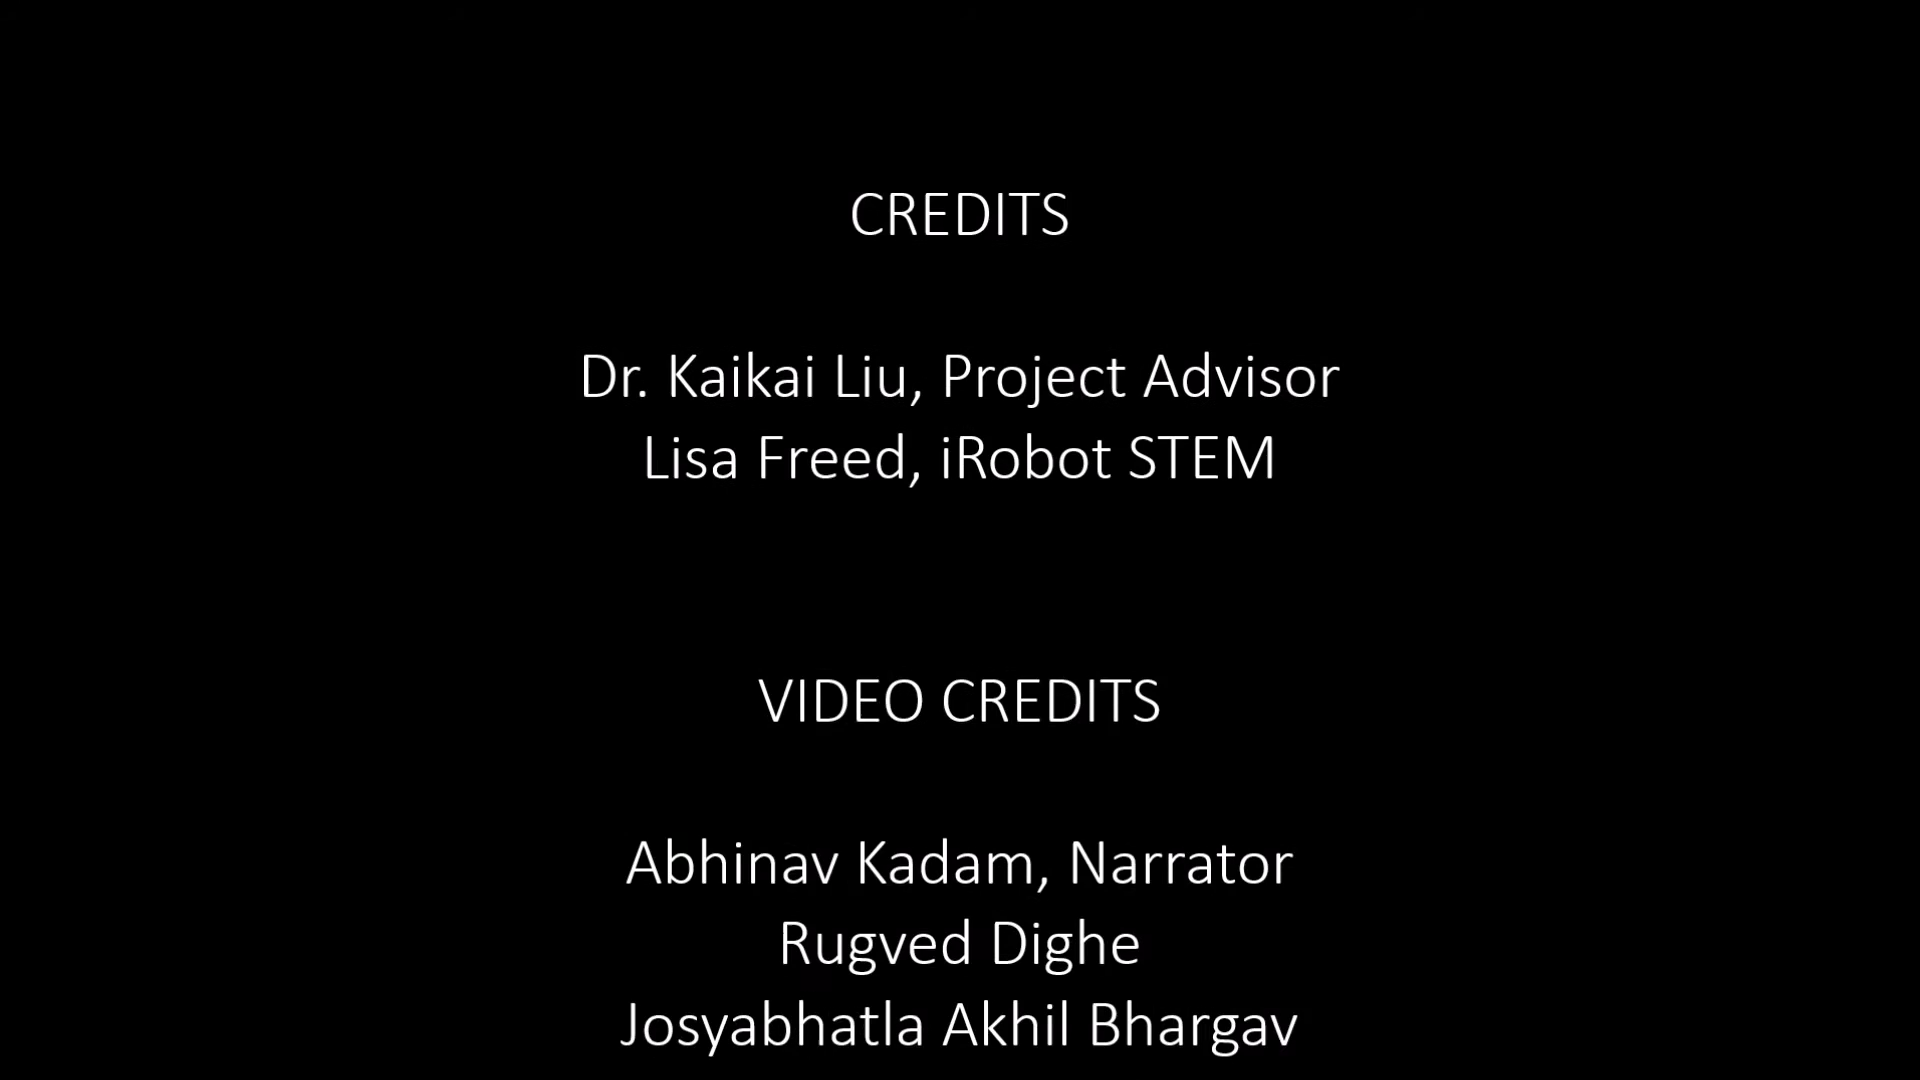 CREDITS
Dr. Kaikai Liu, Project Advisor
Lisa Freed, iRobot STEM
VIDEO CREDITS
Abhinav Kadam, Narrator
Rugved Dighe
Josyabhatla Akhil Bhargav